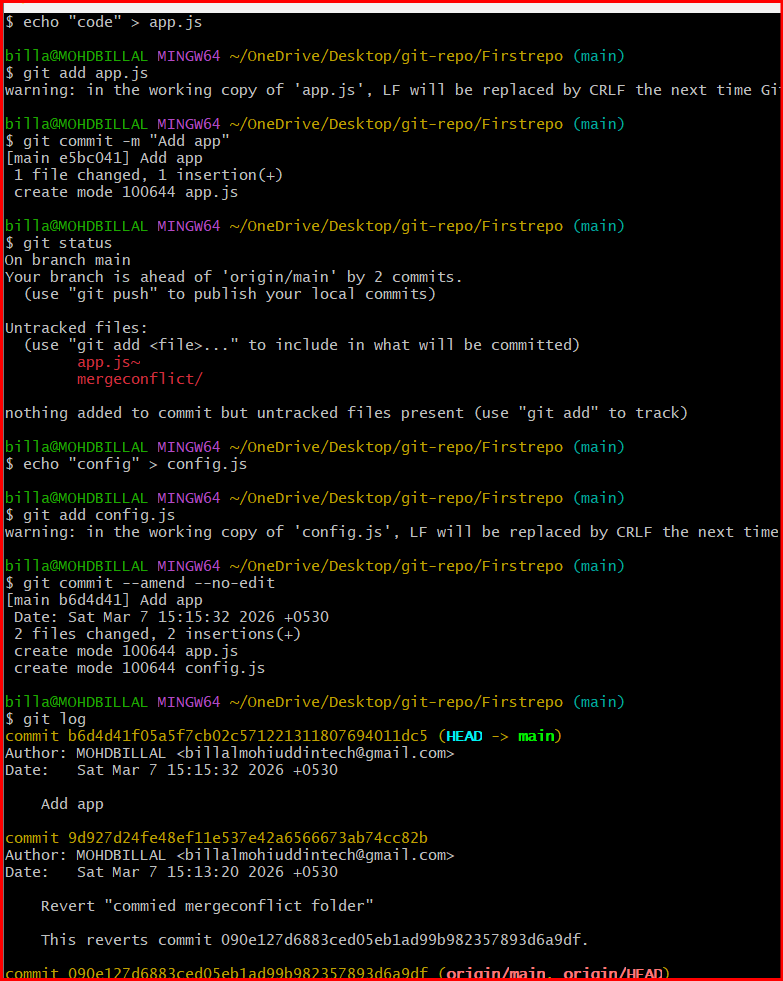 $ echo "code" > app.js
billa@MOHDBILLAL MINGW64 ~/OneDrive/Desktop/git-repo/Firstrepo (main)
$ git add app.js
warning: in the working copy of 'app.js', LF will be replaced by CRLF the next time Gi
billa@MOHDBILLAL MINGW64 ~/OneDrive/Desktop/git-repo/Firstrepo (main)
$ git commit -m "Add app"
[main e5bc041] Add app
 1 file changed, 1 insertion(+)
 create mode 100644 app.js
billa@MOHDBILLAL MINGW64 ~/OneDrive/Desktop/git-repo/Firstrepo (main)
$ git status
On branch main
Your branch is ahead of 'origin/main' by 2 commits.
  (use "git push" to publish your local commits)
Untracked files:
  (use "git add <file>..." to include in what will be committed)
        app.js~
        mergeconflict/
nothing added to commit but untracked files present (use "git add" to track)
billa@MOHDBILLAL MINGW64 ~/OneDrive/Desktop/git-repo/Firstrepo (main)
$ echo "config" > config.js
billa@MOHDBILLAL MINGW64 ~/OneDrive/Desktop/git-repo/Firstrepo (main)
$ git add config.js
warning: in the working copy of 'config.js', LF will be replaced by CRLF the next time
billa@MOHDBILLAL MINGW64 ~/OneDrive/Desktop/git-repo/Firstrepo (main)
$ git commit --amend --no-edit
[main b6d4d41] Add app
 Date: Sat Mar 7 15:15:32 2026 +0530
 2 files changed, 2 insertions(+)
 create mode 100644 app.js
 create mode 100644 config.js
billa@MOHDBILLAL MINGW64 ~/OneDrive/Desktop/git-repo/Firstrepo (main)
$ git log
commit b6d4d41f05a5f7cb02c571221311807694011dc5 (HEAD -> main)
Author: MOHDBILLAL <billalmohiuddintech@gmail.com>
Date:   Sat Mar 7 15:15:32 2026 +0530
    Add app
commit 9d927d24fe48ef11e537e42a6566673ab74cc82b
Author: MOHDBILLAL <billalmohiuddintech@gmail.com>
Date:   Sat Mar 7 15:13:20 2026 +0530
    Revert "commied mergeconflict folder"
    This reverts commit 090e127d6883ced05eb1ad99b982357893d6a9df.
commit 090e127d6883ced05eb1ad99b982357893d6a9df (origin/main, origin/HEAD)